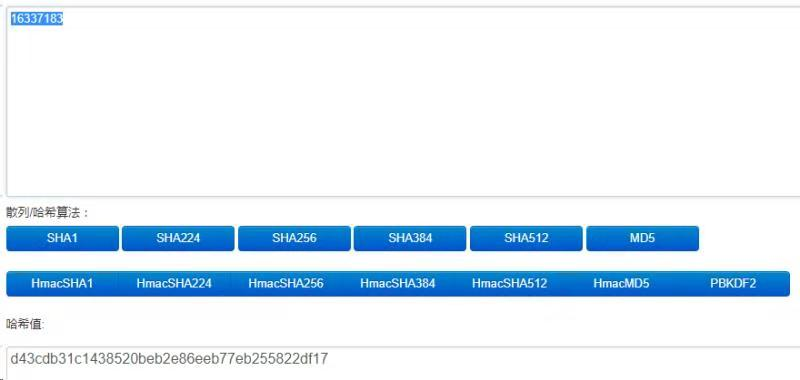 16337183
散列/哈希算法：
SHA1 SHA224 SHA256 SHA384 SHA512 MD5
HmacSHA1 HmacSHA224 HmacSHA256 HmacSHA384 HmacSHA512 HmacMD5 PBKDF2
哈希值:
d43cdb31c1438520beb2e86eeb77eb255822df17